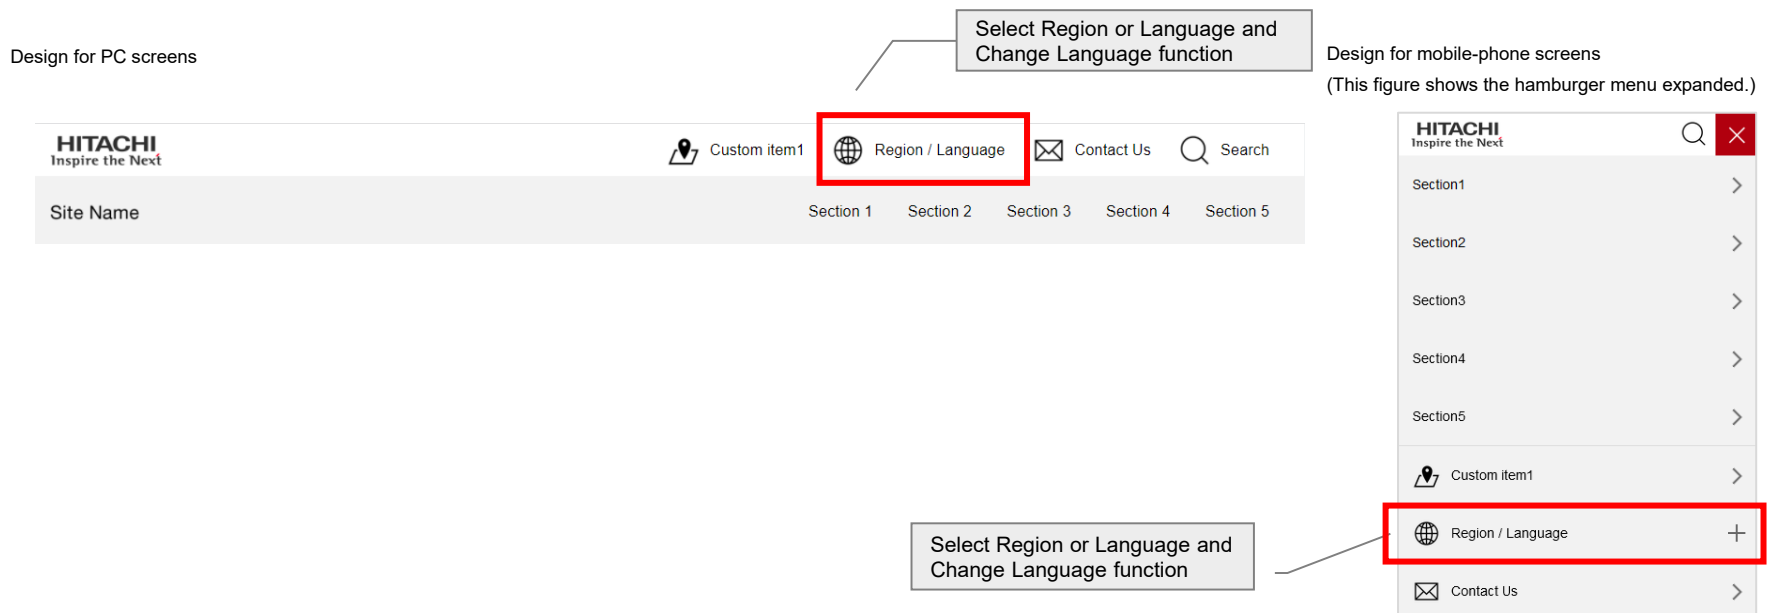 Select Region or Language and
Change Language function
Design for PC screens
Design for mobile-phone screens
(This figure shows the hamburger menu expanded.)
HITACHI
Inspire the Next
Custom item1
Region / Language
Contact Us
Search
Site Name
Section 1
Section 2
Section 3
Section 4
Section 5
HITACHI
Inspire the Next
Section1
Section2
Section3
Section4
Section5
Custom item1
Region / Language
Contact Us
Select Region or Language and
Change Language function